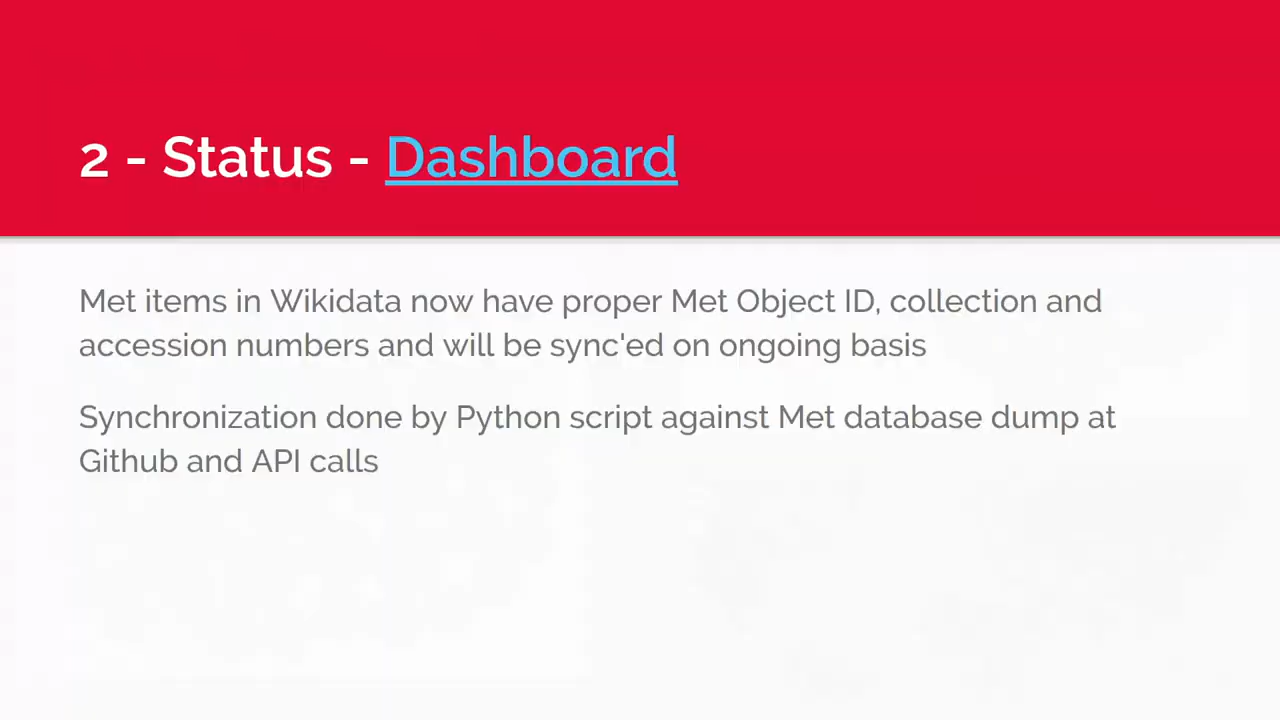 2 - Status - Dashboard
Met items in Wikidata now have proper Met Object ID, collection and
accession numbers and will be sync'ed on ongoing basis
Synchronization done by Python script against Met database dump at
Github and API calls